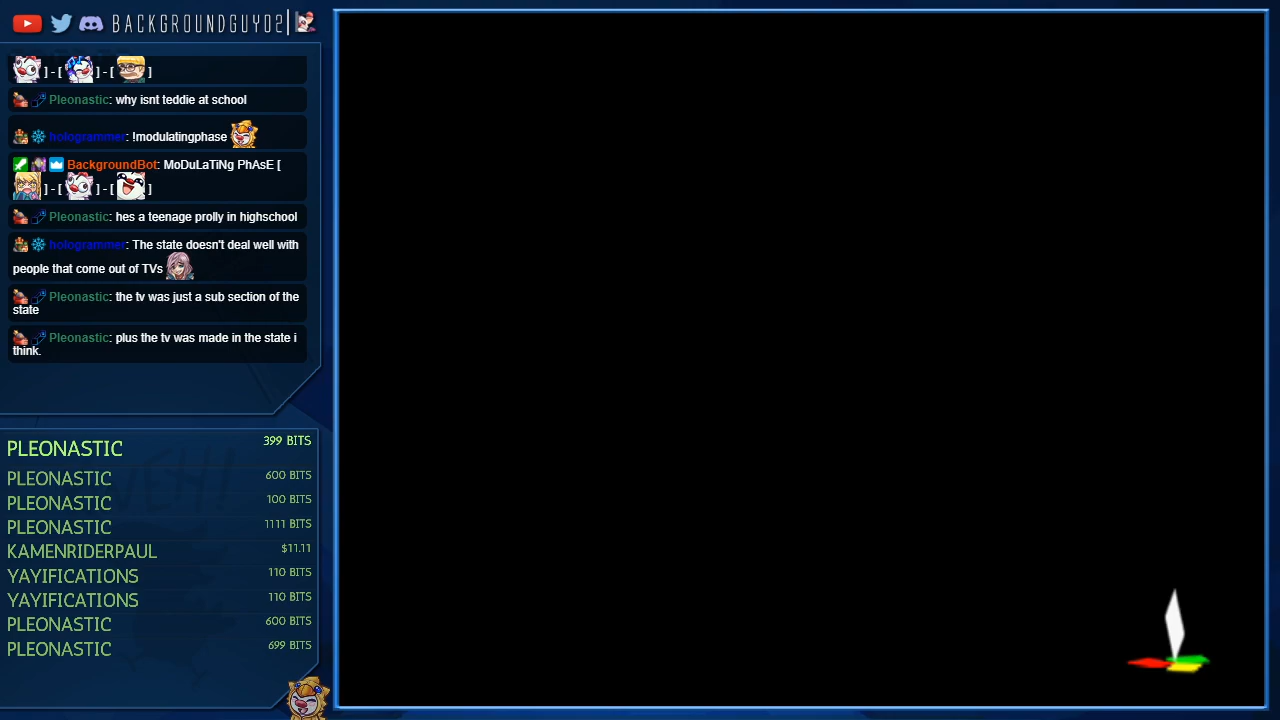 BACKGROUNDGUY02
] - [ ] - [ ]
Pleonastic: why isnt teddie at school
hologrammer: !modulatingphase
BackgroundBot: MoDuLaTiNg PhAsE [
] - [ ] - [ ]
Pleonastic: hes a teenage prolly in highschool
hologrammer: The state doesn't deal well with
people that come out of TVs
Pleonastic: the tv was just a sub section of the
state
Pleonastic: plus the tv was made in the state i
think.
PLEONASTIC 399 BITS
PLEONASTIC 600 BITS
PLEONASTIC 100 BITS
PLEONASTIC 1111 BITS
KAMENRIDERPAUL $11.11
YAYIFICATIONS 110 BITS
YAYIFICATIONS 110 BITS
PLEONASTIC 600 BITS
PLEONASTIC 699 BITS